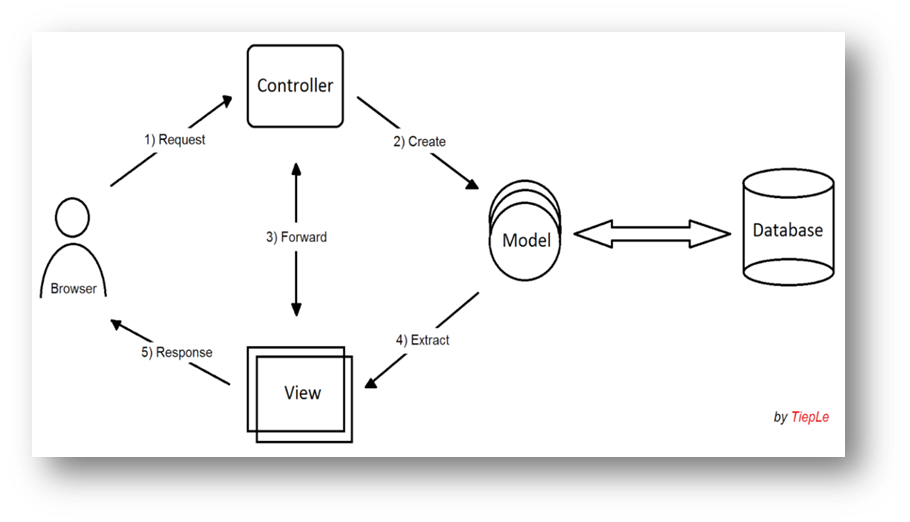 Controller
1) Request
2) Create
3) Forward
Model
Database
Browser
4) Extract
5) Response
View
by TiepLe